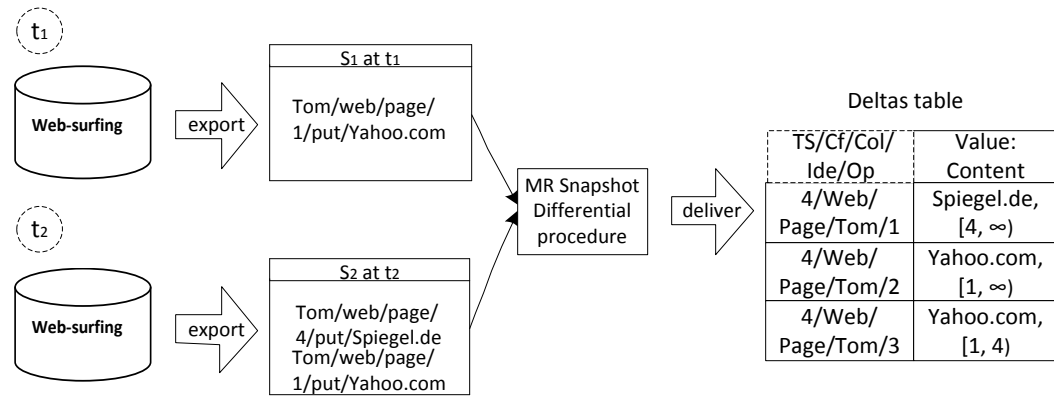 t1
Web-surfing
export
S1 at t1
Tom/web/page/
1/put/Yahoo.com
t2
Web-surfing
export
S2 at t2
Tom/web/page/
4/put/Spiegel.de
Tom/web/page/
1/put/Yahoo.com
MR Snapshot
Differential
procedure
deliver
Deltas table
TS/Cf/Col/
Ide/Op
Value:
Content
4/Web/
Page/Tom/1
Spiegel.de,
[4, ∞)
4/Web/
Page/Tom/2
Yahoo.com,
[1, ∞)
4/Web/
Page/Tom/3
Yahoo.com,
[1, 4)